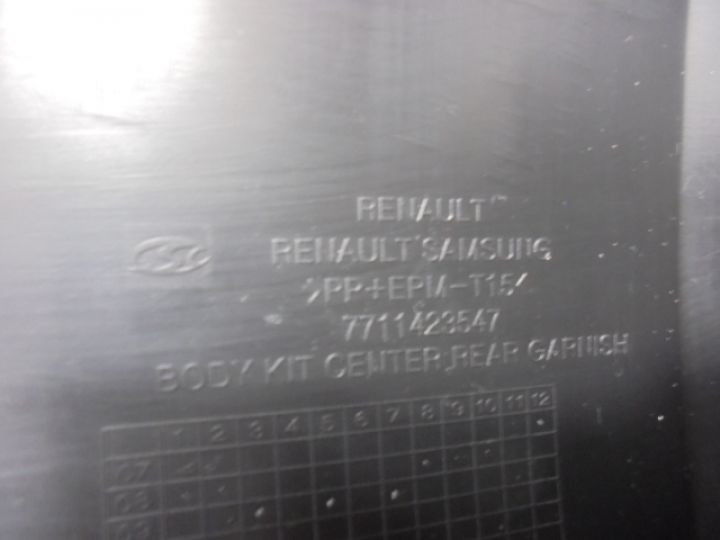 RENAULT
RENAULT SAMSUNG
>PP+EPM-T15<
7711423547
BODY KIT CENTER, REAR GARNISH
1 2 3 4 5 6 7 8 9 10 11 12
07
08
09